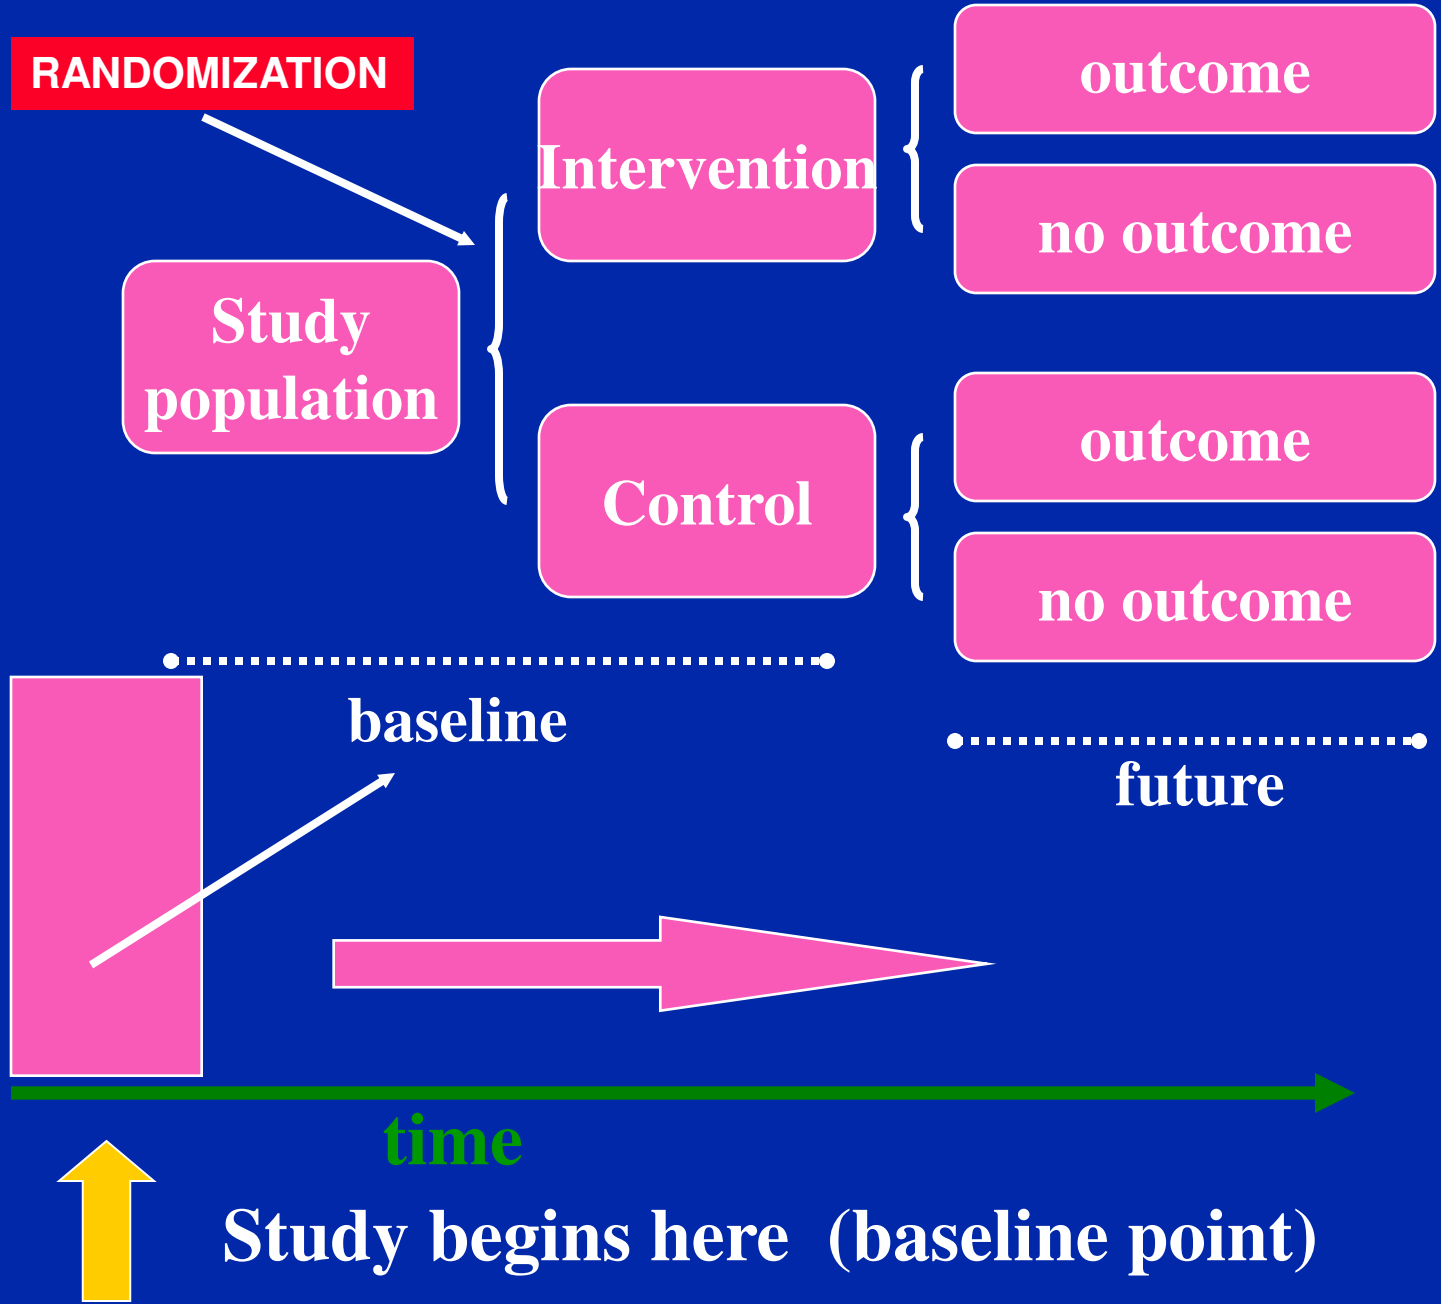 RANDOMIZATION
Study
population
Intervention
Control
outcome
no outcome
outcome
no outcome
baseline
future
time
Study begins here  (baseline point)